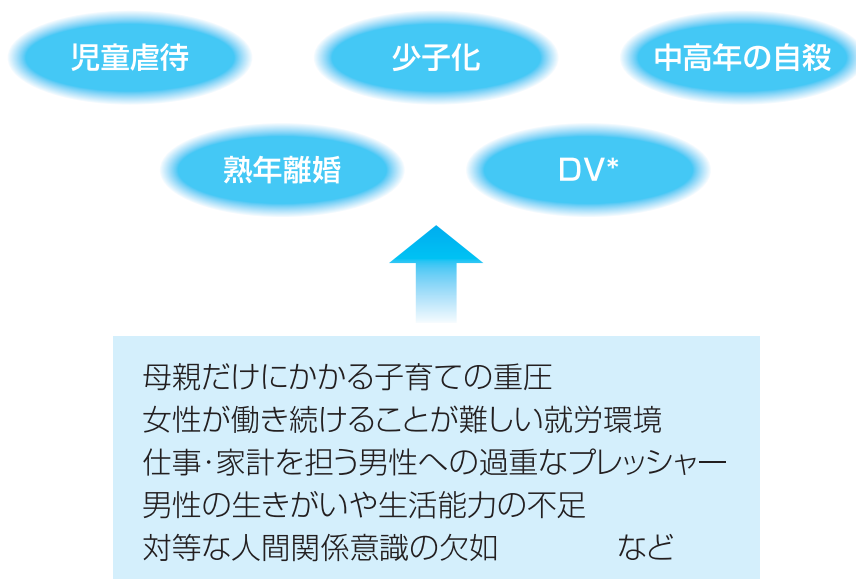 児童虐待
少子化
中高年の自殺
熟年離婚
DV*
母親だけにかかる子育ての重圧
女性が働き続けることが難しい就労環境
仕事・家計を担う男性への過重なプレッシャー
男性の生きがいや生活能力の不足
対等な人間関係意識の欠如　　　　など